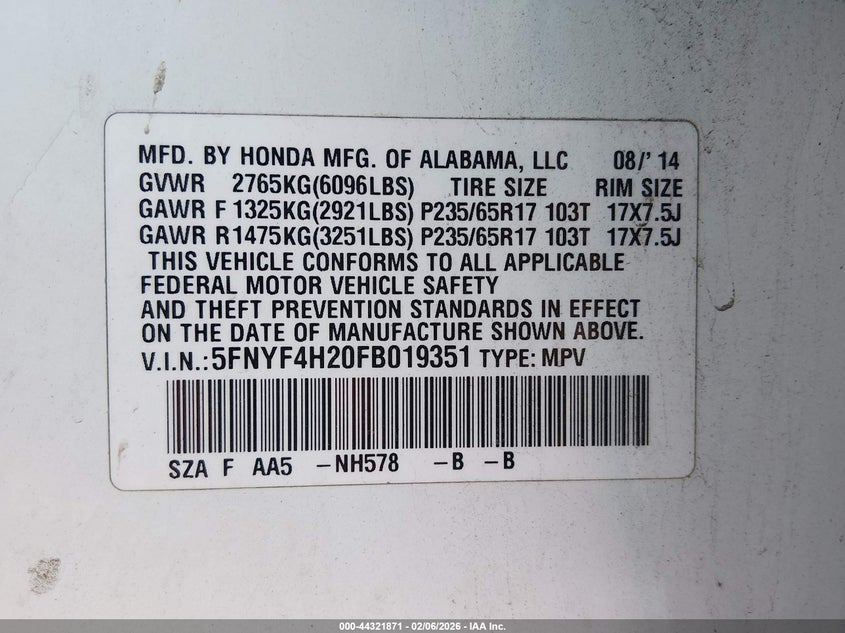 MFD. BY HONDA MFG. OF ALABAMA, LLC 08/' 14
GVWR 2765KG(6096LBS) TIRE SIZE RIM SIZE
GAWR F 1325KG(2921LBS) P235/65R17 103T 17X7.5J
GAWR R1475KG(3251LBS) P235/65R17 103T 17X7.5J
THIS VEHICLE CONFORMS TO ALL APPLICABLE
FEDERAL MOTOR VEHICLE SAFETY
AND THEFT PREVENTION STANDARDS IN EFFECT
ON THE DATE OF MANUFACTURE SHOWN ABOVE.
V.I.N.:5FNYF4H20FB019351 TYPE: MPV
SZA F AA5 -NH578 -B -B
000-44321871 | 02/06/2026 - IAA Inc.